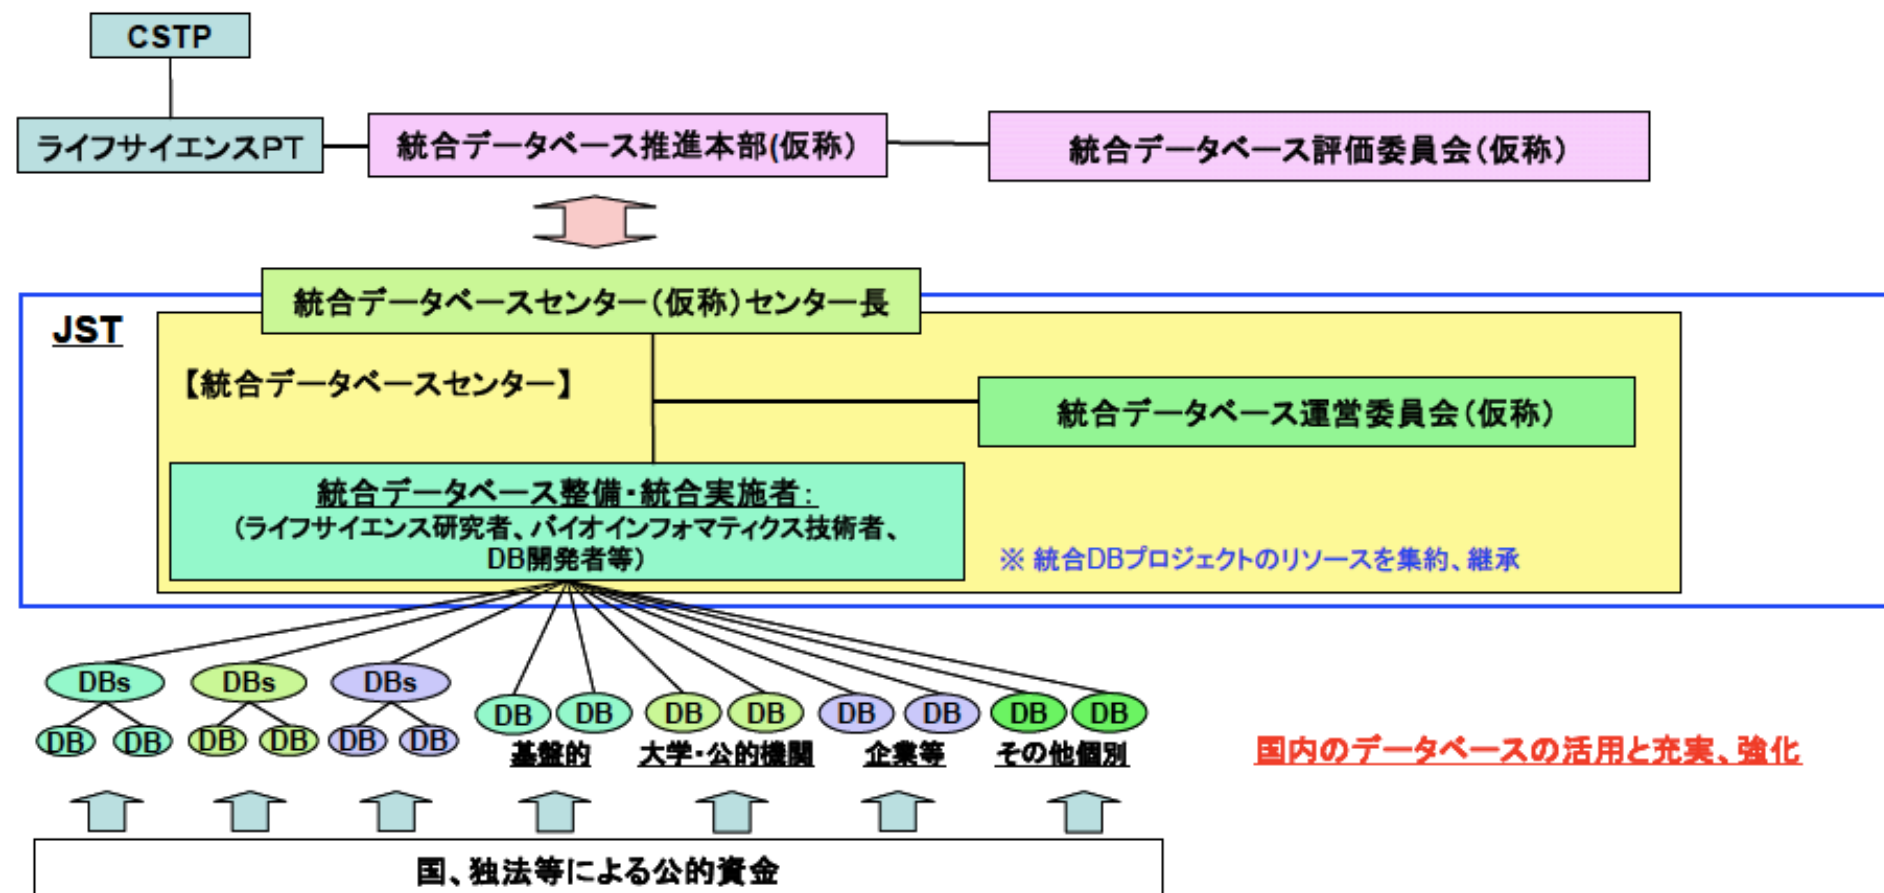 CSTP
ライフサイエンスPT
統合データベース推進本部(仮称)
統合データベース評価委員会(仮称)
統合データベースセンター(仮称)センター長
JST
【統合データベースセンター】
統合データベース運営委員会(仮称)
統合データベース整備・統合実施者:
(ライフサイエンス研究者、バイオインフォマティクス技術者、
DB開発者等)
※ 統合DBプロジェクトのリソースを集約、継承
DBs DBs DBs
DB DB DB DB DB DB DB DB
DB DB DB DB DB DB
基盤的 大学・公的機関 企業等 その他個別
国内のデータベースの活用と充実、強化
国、独法等による公的資金